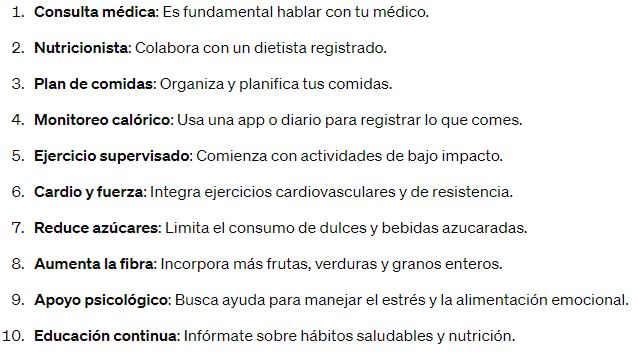 1. Consulta médica: Es fundamental hablar con tu médico.
2. Nutricionista: Colabora con un dietista registrado.
3. Plan de comidas: Organiza y planifica tus comidas.
4. Monitoreo calórico: Usa una app o diario para registrar lo que comes.
5. Ejercicio supervisado: Comienza con actividades de bajo impacto.
6. Cardio y fuerza: Integra ejercicios cardiovasculares y de resistencia.
7. Reduce azúcares: Limita el consumo de dulces y bebidas azucaradas.
8. Aumenta la fibra: Incorpora más frutas, verduras y granos enteros.
9. Apoyo psicológico: Busca ayuda para manejar el estrés y la alimentación emocional.
10. Educación continua: Infórmate sobre hábitos saludables y nutrición.